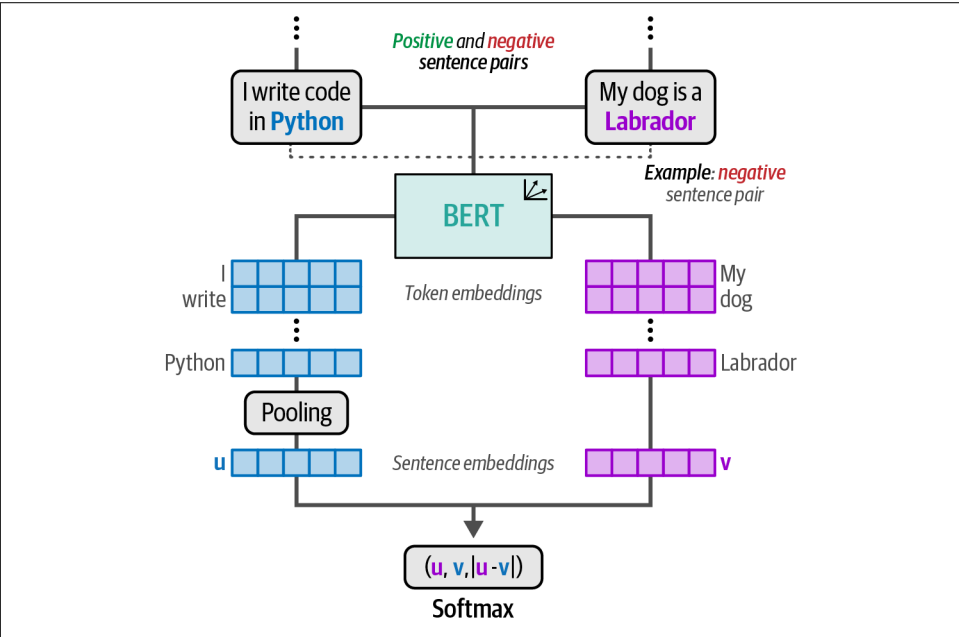 Positive and negative
sentence pairs
I write code
in Python
My dog is a
Labrador
Example: negative
sentence pair
BERT
I
write
Token embeddings
My
dog
Python
Labrador
Pooling
u
Sentence embeddings
v
(u, v,|u-v|)
Softmax